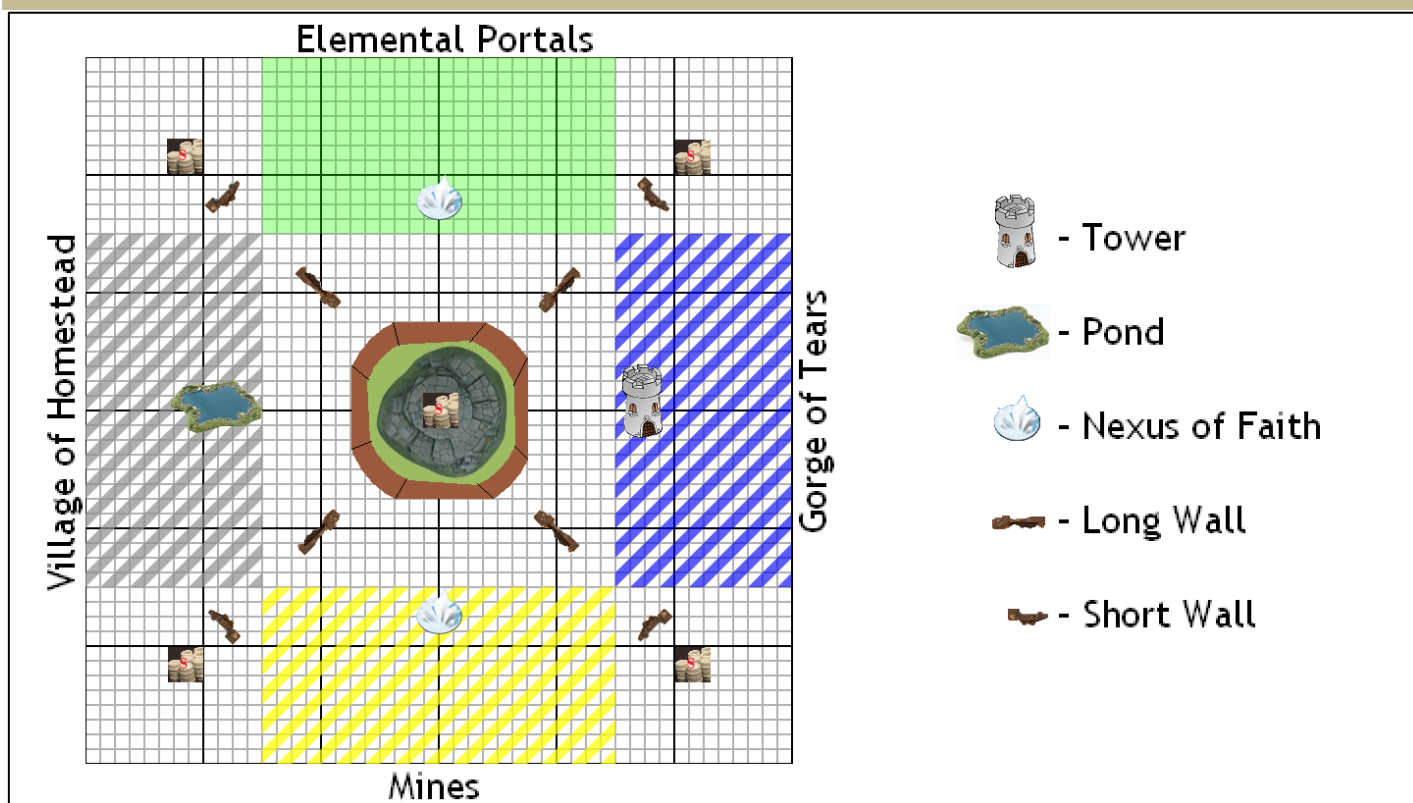 Elemental Portals
S
S
Village of Homestead
Gorge of Tears
S
S
S
Mines
- Tower
- Pond
- Nexus of Faith
- Long Wall
- Short Wall